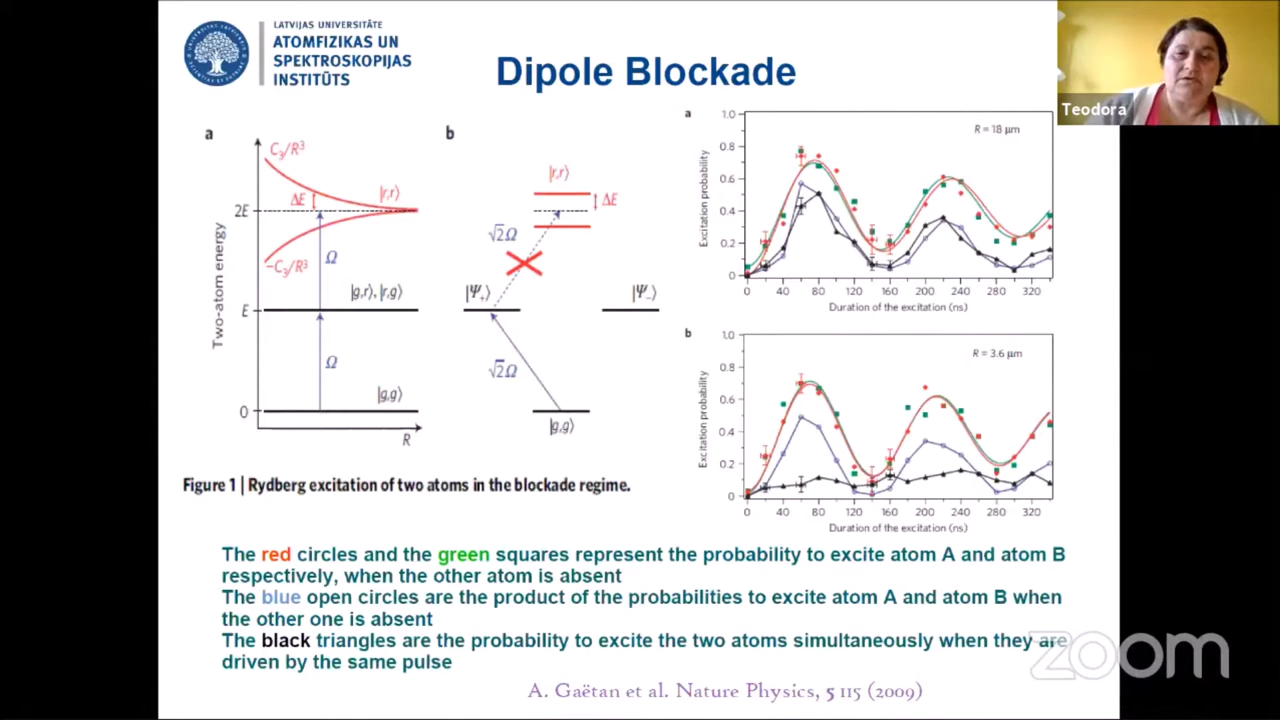 LATVIJAS UNIVERSITĀTE
ATOMFIZIKAS UN
SPEKTROSKOPIJAS
INSTITŪTS
Dipole Blockade
Teodora
a
C₃/R³
ΔE
|r,r⟩
2E
Ω
−C₃/R³
|g,r⟩, |r,g⟩
E
Ω
|g,g⟩
0
R
Two-atom energy
b
|r,r⟩
ΔE
√2Ω
|Ψ₊⟩
|Ψ₋⟩
√2Ω
|g,g⟩
Figure 1 | Rydberg excitation of two atoms in the blockade regime.
a
R = 18 µm
Excitation probability
1.0
0.8
0.6
0.4
0.2
0
0 40 80 120 160 200 240 280 320
Duration of the excitation (ns)
b
R = 3.6 µm
Excitation probability
1.0
0.8
0.6
0.4
0.2
0
0 40 80 120 160 200 240 280 320
Duration of the excitation (ns)
The red circles and the green squares represent the probability to excite atom A and atom B
respectively, when the other atom is absent
The blue open circles are the product of the probabilities to excite atom A and atom B when
the other one is absent
The black triangles are the probability to excite the two atoms simultaneously when they are
driven by the same pulse
A. Gaëtan et al. Nature Physics, 5 115 (2009)
zoom